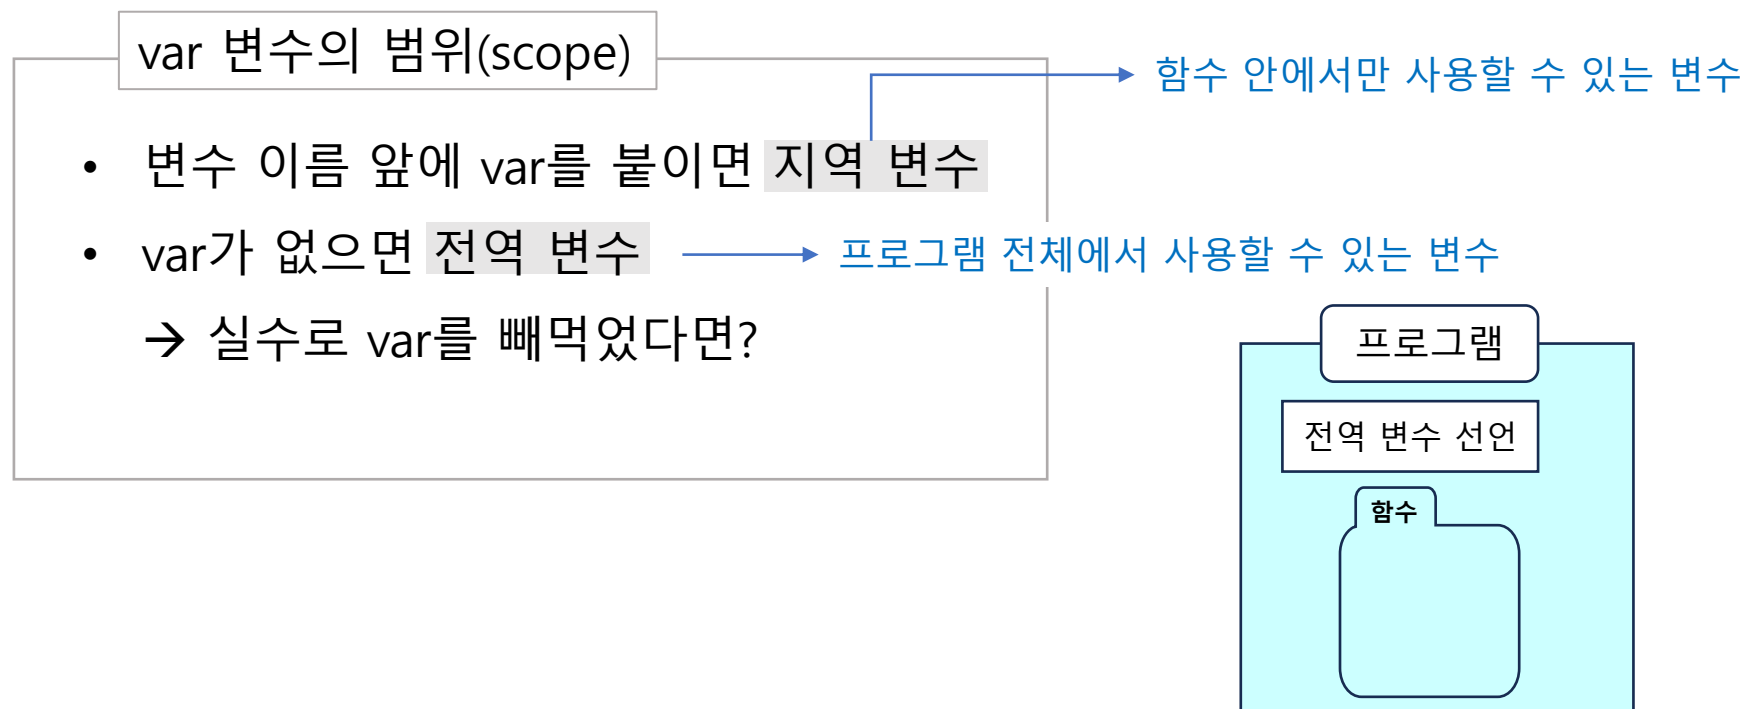 var 변수의 범위(scope)
함수 안에서만 사용할 수 있는 변수
• 변수 이름 앞에 var를 붙이면 지역 변수
• var가 없으면 전역 변수
프로그램 전체에서 사용할 수 있는 변수
→ 실수로 var를 빼먹었다면?
프로그램
전역 변수 선언
함수